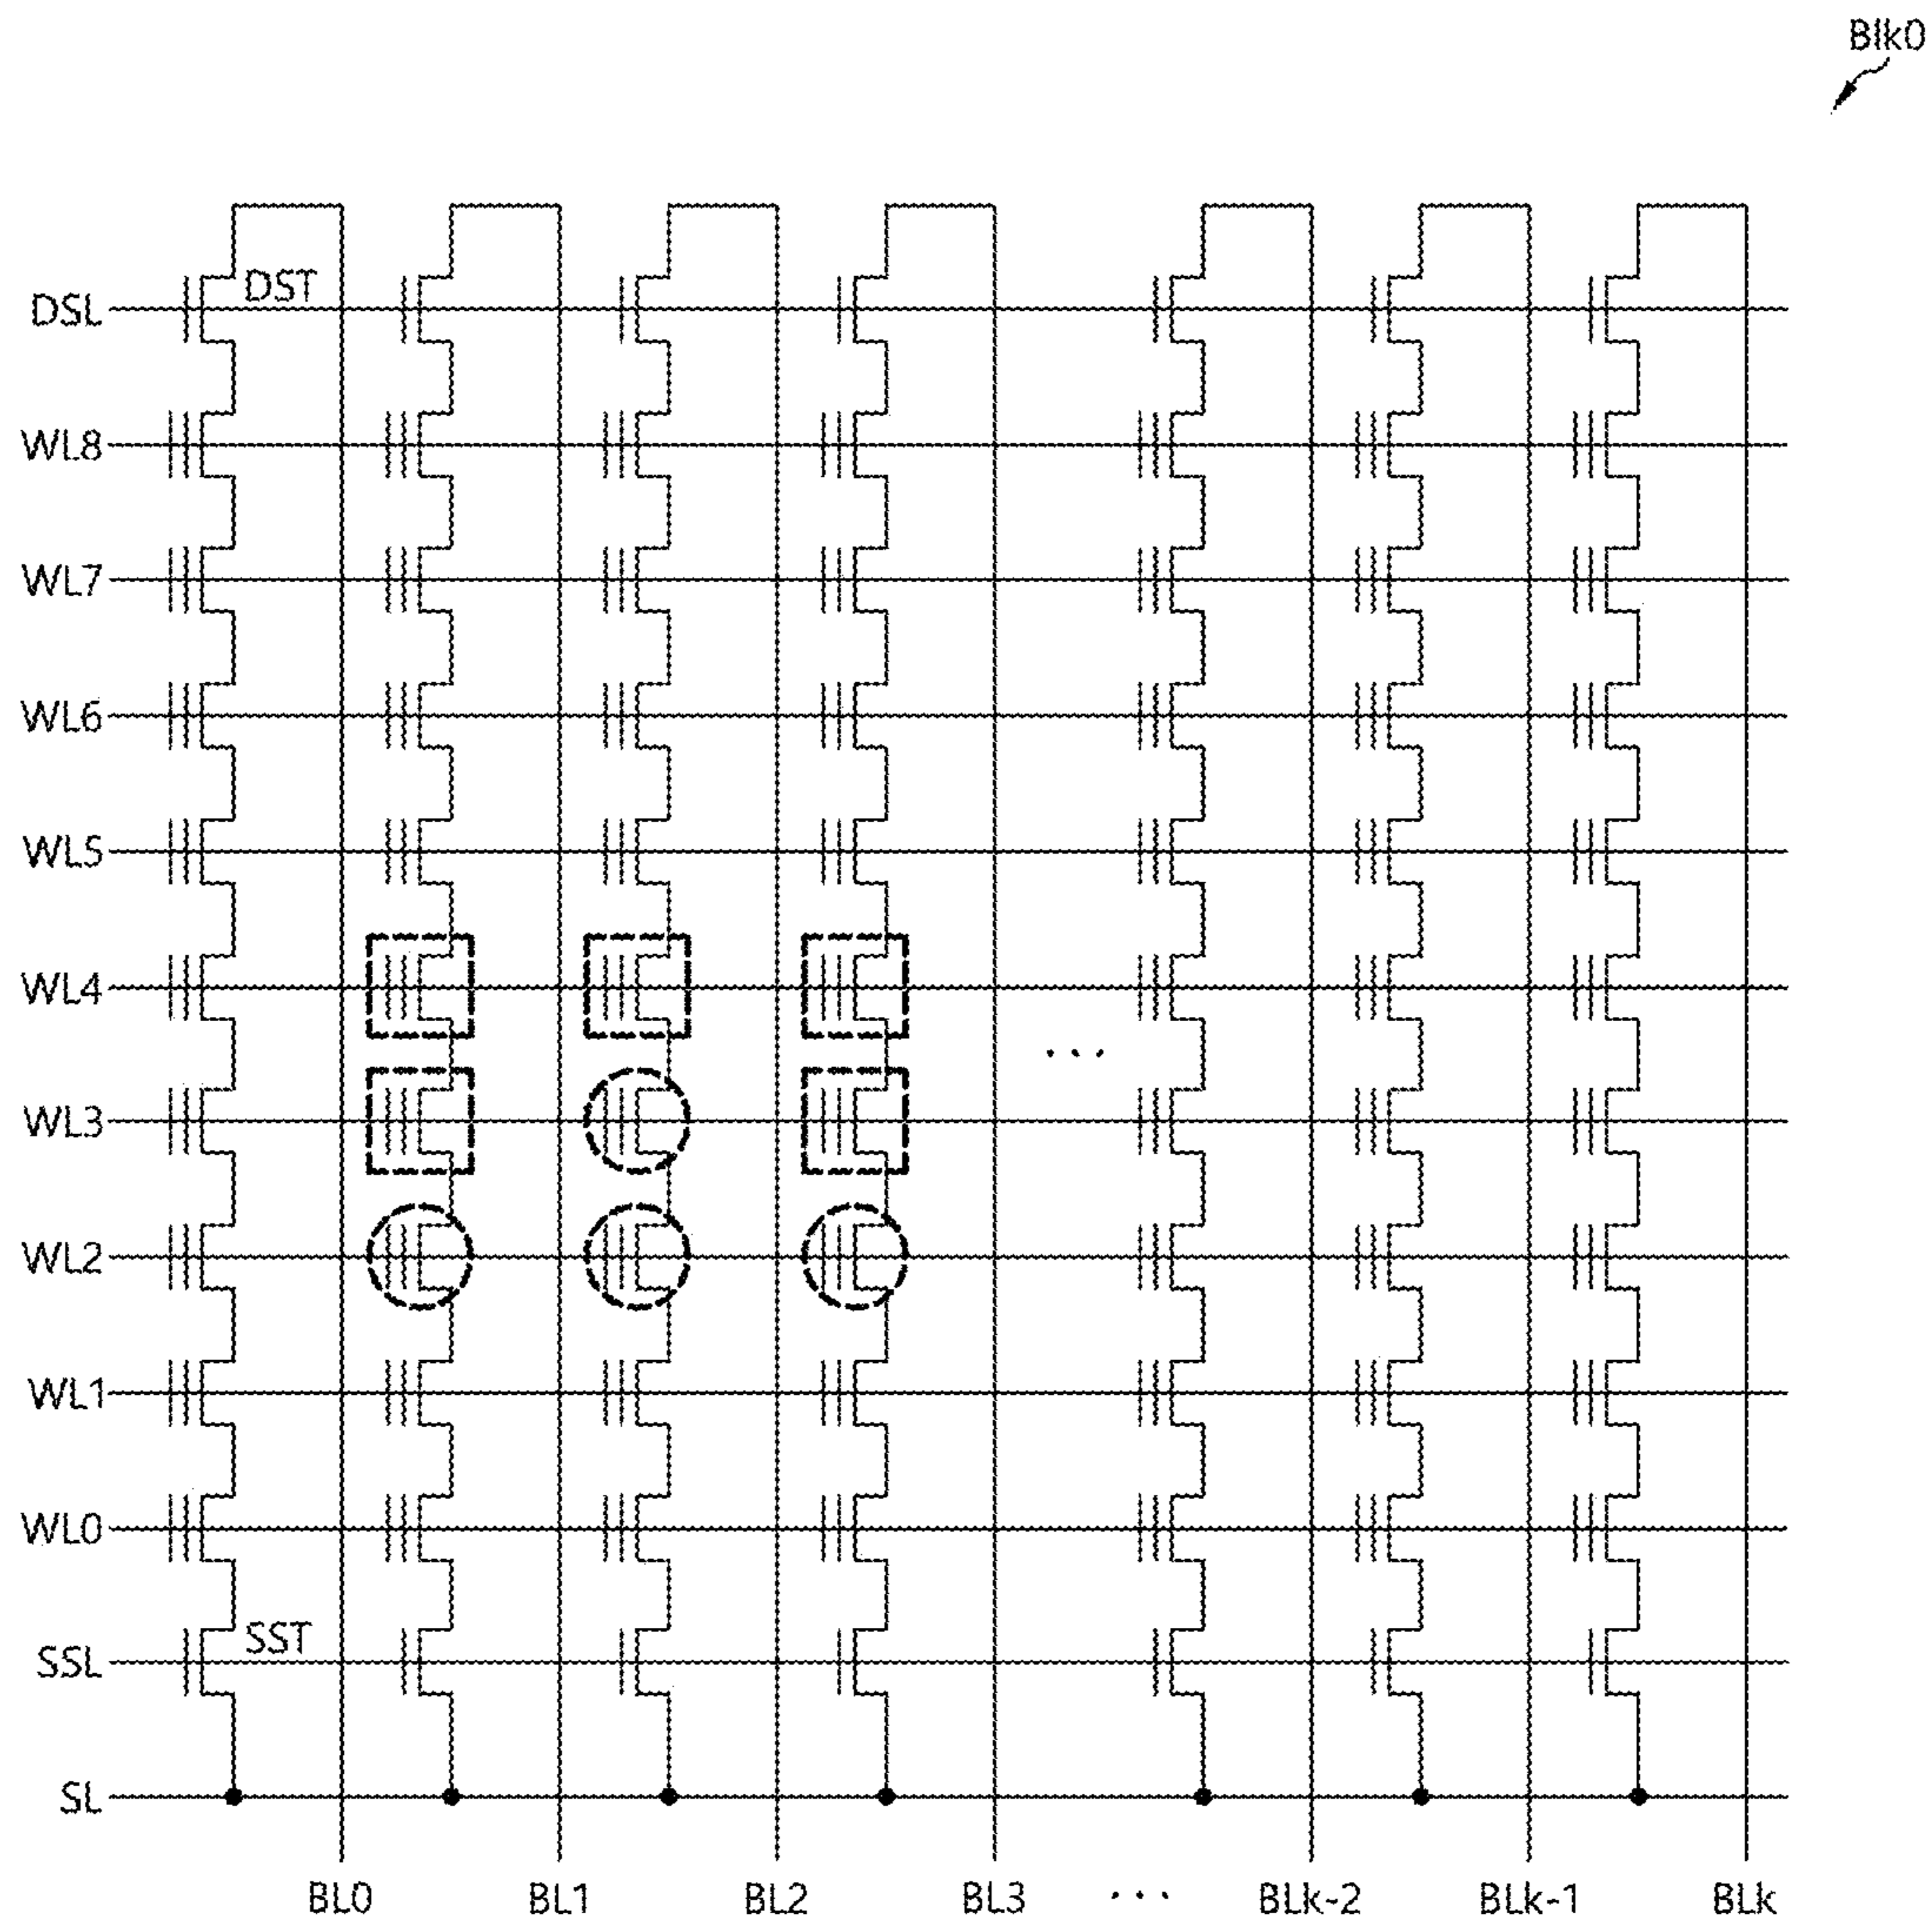 Blk0
DST
DSL
WL8
WL7
WL6
WL5
WL4
...
WL3
WL2
WL1
WL0
SST
SSL
SL
BL0 BL1 BL2 BL3 ... BLk-2 BLk-1 BLk